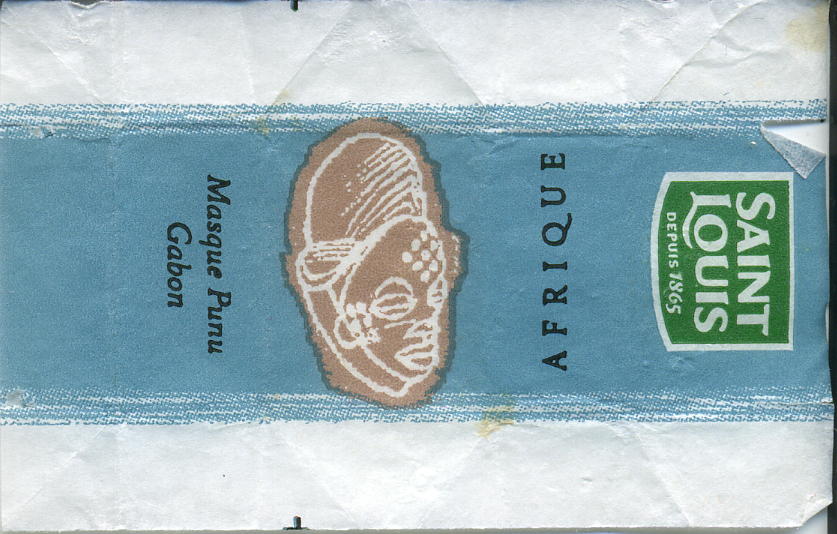 SAINT
LOUIS
DEPUIS 1865
AFRIQUE
Masque Punu
Gabon